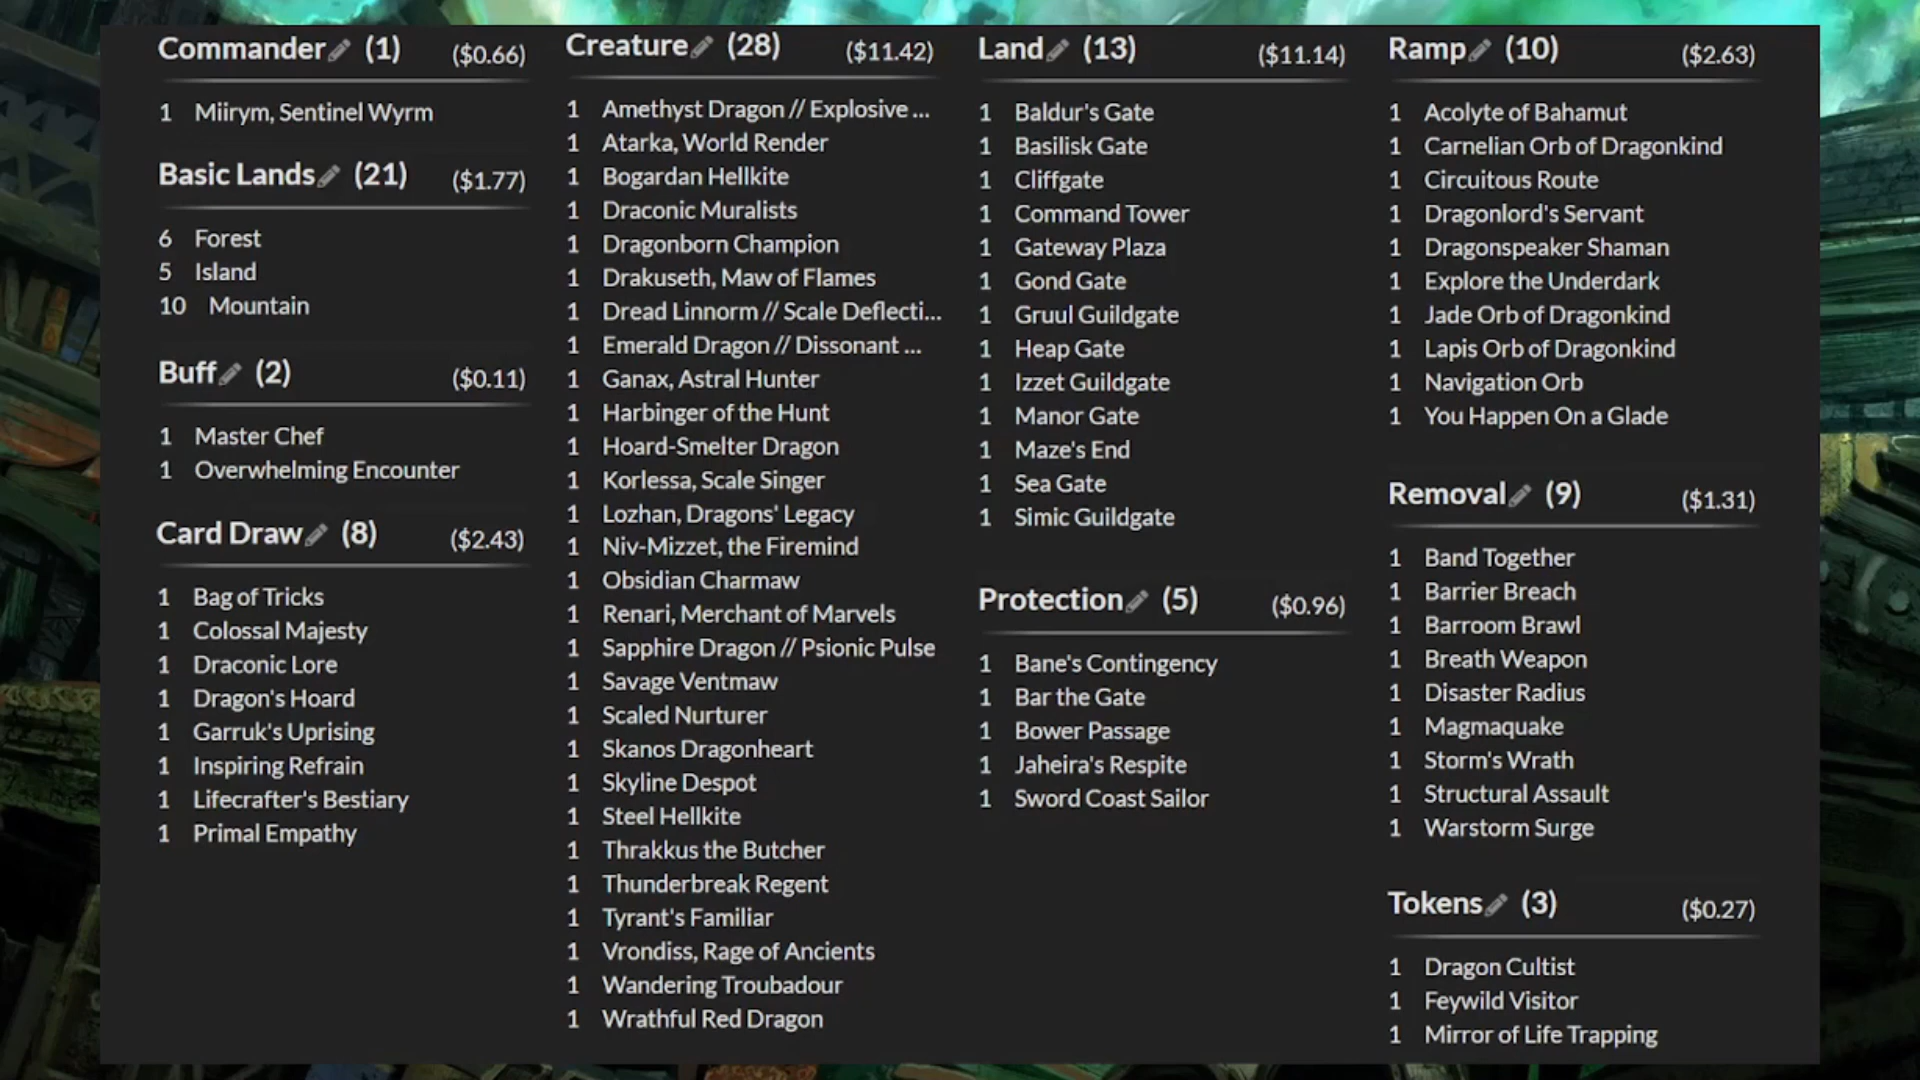 Commander (1) ($0.66)
1 Miirym, Sentinel Wyrm
Basic Lands (21) ($1.77)
6 Forest
5 Island
10 Mountain
Buff (2) ($0.11)
1 Master Chef
1 Overwhelming Encounter
Card Draw (8) ($2.43)
1 Bag of Tricks
1 Colossal Majesty
1 Draconic Lore
1 Dragon's Hoard
1 Garruk's Uprising
1 Inspiring Refrain
1 Lifecrafter's Bestiary
1 Primal Empathy
Creature (28) ($11.42)
1 Amethyst Dragon // Explosive ...
1 Atarka, World Render
1 Bogardan Hellkite
1 Draconic Muralists
1 Dragonborn Champion
1 Drakuseth, Maw of Flames
1 Dread Linnorm // Scale Deflecti...
1 Emerald Dragon // Dissonant ...
1 Ganax, Astral Hunter
1 Harbinger of the Hunt
1 Hoard-Smelter Dragon
1 Korlessa, Scale Singer
1 Lozhan, Dragons' Legacy
1 Niv-Mizzet, the Firemind
1 Obsidian Charmaw
1 Renari, Merchant of Marvels
1 Sapphire Dragon // Psionic Pulse
1 Savage Ventmaw
1 Scaled Nurturer
1 Skanos Dragonheart
1 Skyline Despot
1 Steel Hellkite
1 Thrakkus the Butcher
1 Thunderbreak Regent
1 Tyrant's Familiar
1 Vrondiss, Rage of Ancients
1 Wandering Troubadour
1 Wrathful Red Dragon
Land (13) ($11.14)
1 Baldur's Gate
1 Basilisk Gate
1 Cliffgate
1 Command Tower
1 Gateway Plaza
1 Gond Gate
1 Gruul Guildgate
1 Heap Gate
1 Izzet Guildgate
1 Manor Gate
1 Maze's End
1 Sea Gate
1 Simic Guildgate
Protection (5) ($0.96)
1 Bane's Contingency
1 Bar the Gate
1 Bower Passage
1 Jaheira's Respite
1 Sword Coast Sailor
Ramp (10) ($2.63)
1 Acolyte of Bahamut
1 Carnelian Orb of Dragonkind
1 Circuitous Route
1 Dragonlord's Servant
1 Dragonspeaker Shaman
1 Explore the Underdark
1 Jade Orb of Dragonkind
1 Lapis Orb of Dragonkind
1 Navigation Orb
1 You Happen On a Glade
Removal (9) ($1.31)
1 Band Together
1 Barrier Breach
1 Barroom Brawl
1 Breath Weapon
1 Disaster Radius
1 Magmaquake
1 Storm's Wrath
1 Structural Assault
1 Warstorm Surge
Tokens (3) ($0.27)
1 Dragon Cultist
1 Feywild Visitor
1 Mirror of Life Trapping